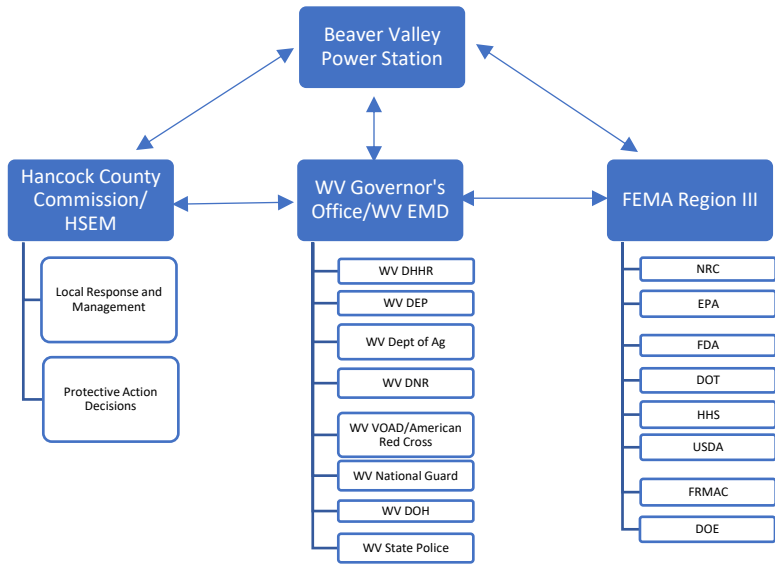 Beaver Valley
Power Station
Hancock County
Commission/
HSEM
WV Governor's
Office/WV EMD
FEMA Region III
Local Response and
Management
Protective Action
Decisions
WV DHHR
WV DEP
WV Dept of Ag
WV DNR
WV VOAD/American
Red Cross
WV National Guard
WV DOH
WV State Police
NRC
EPA
FDA
DOT
HHS
USDA
FRMAC
DOE